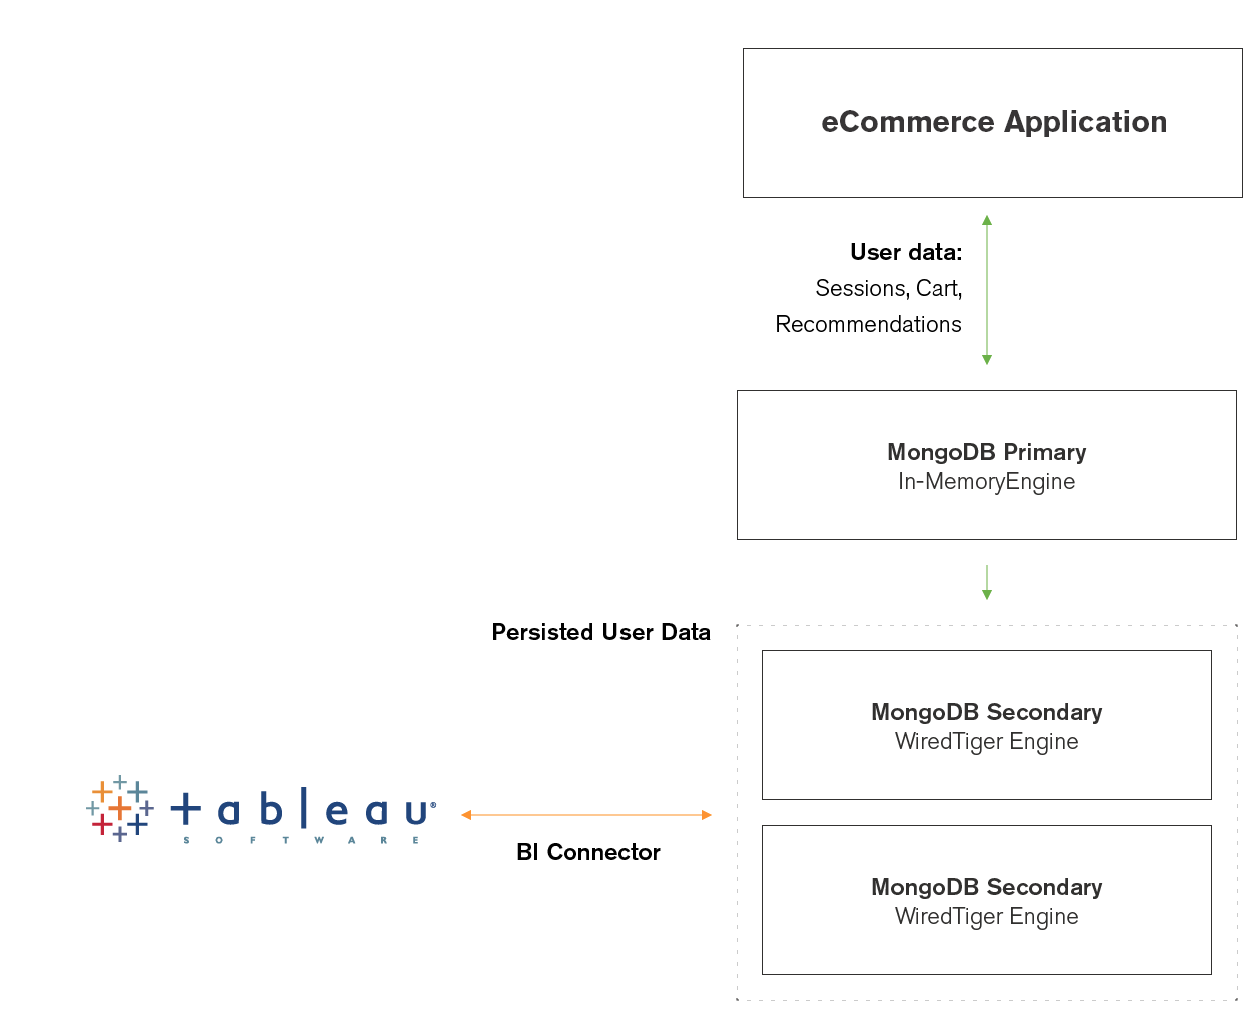 eCommerce Application
User data:
Sessions, Cart,
Recommendations
MongoDB Primary
In-MemoryEngine
Persisted User Data
MongoDB Secondary
WiredTiger Engine
+ableau®
SOFTWARE
BI Connector
MongoDB Secondary
WiredTiger Engine